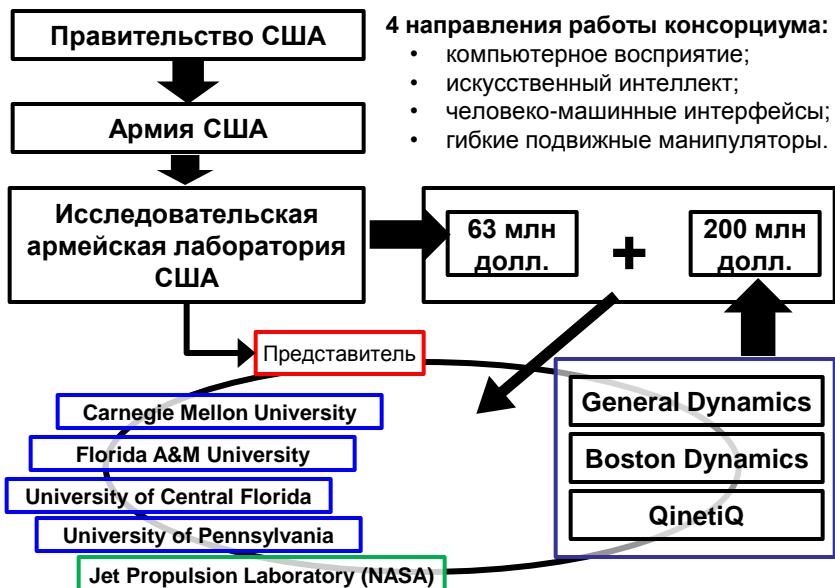 Правительство США
Армия США
Исследовательская
армейская лаборатория
США
4 направления работы консорциума:
• компьютерное восприятие;
• искусственный интеллект;
• человеко-машинные интерфейсы;
• гибкие подвижные манипуляторы.
63 млн
долл.
+
200 млн
долл.
Представитель
Carnegie Mellon University
Florida A&M University
University of Central Florida
University of Pennsylvania
Jet Propulsion Laboratory (NASA)
General Dynamics
Boston Dynamics
QinetiQ